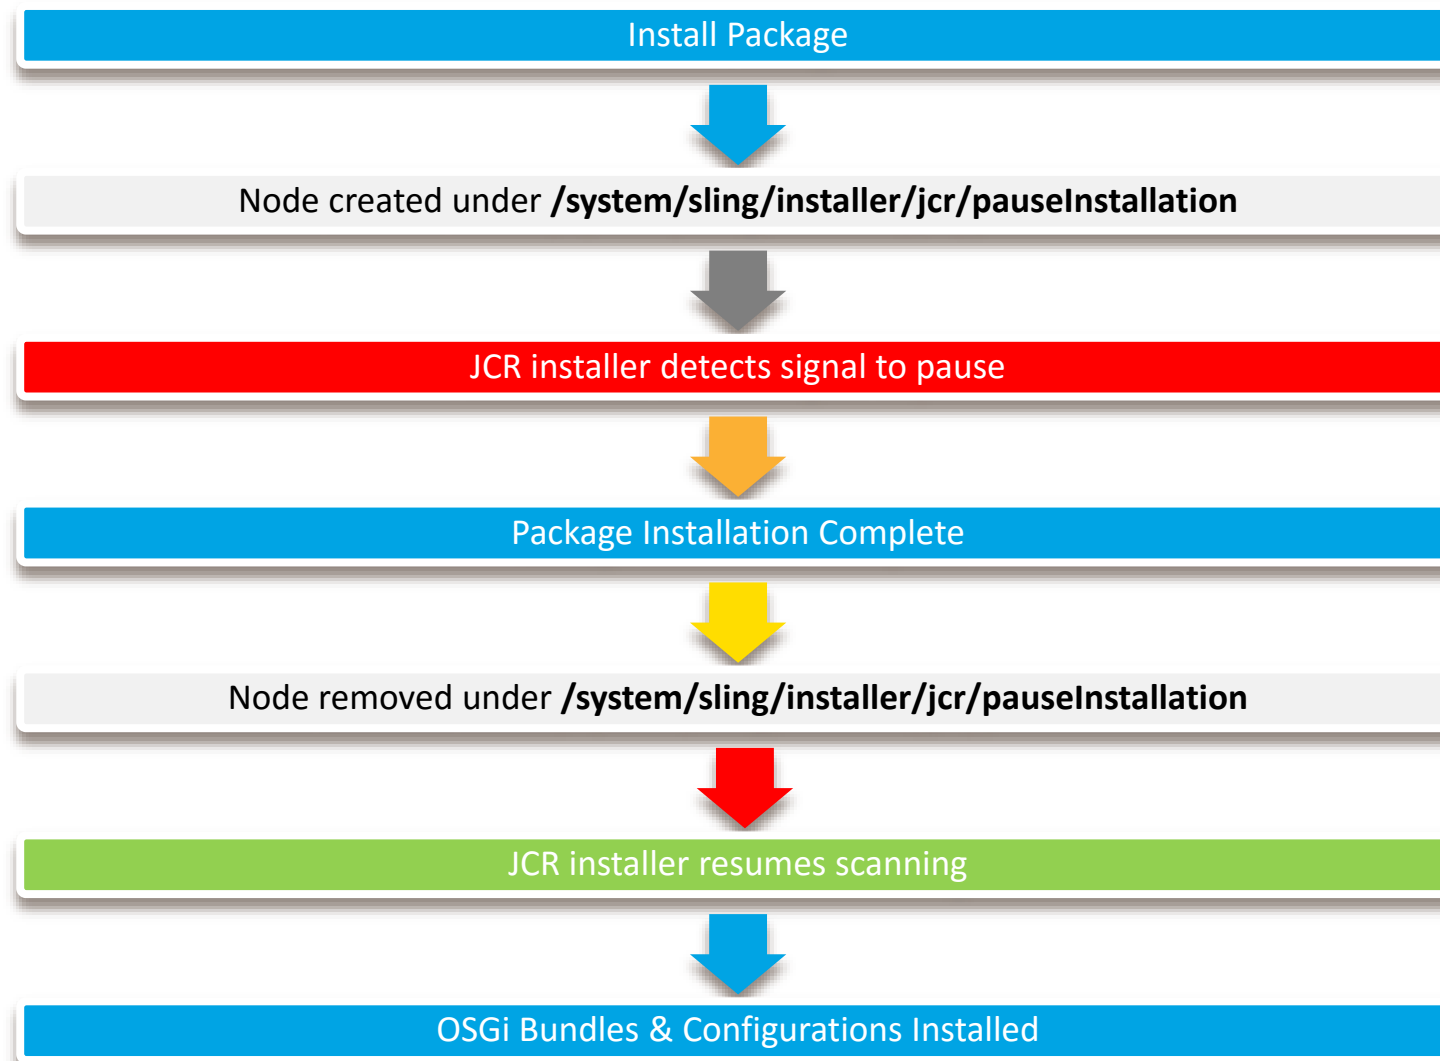 Install Package
Node created under /system/sling/installer/jcr/pauseInstallation
JCR installer detects signal to pause
Package Installation Complete
Node removed under /system/sling/installer/jcr/pauseInstallation
JCR installer resumes scanning
OSGi Bundles & Configurations Installed